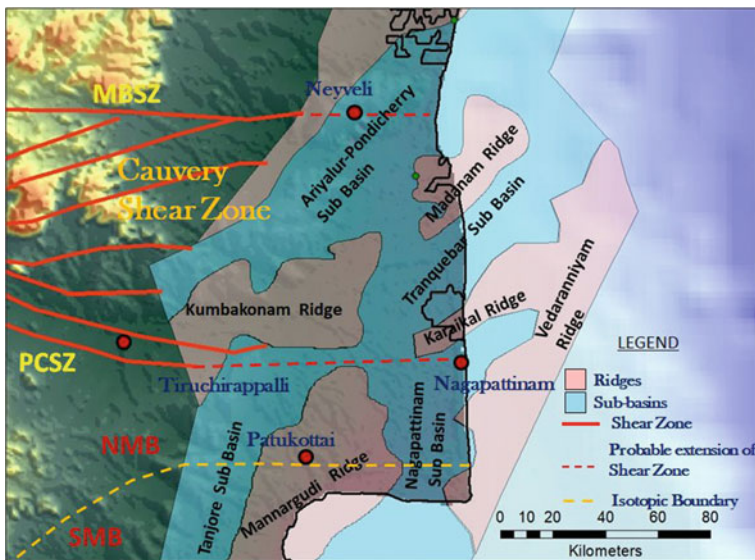 MBSZ
Neyveli
Cauvery
Shear Zone
Ariyalur-Pondicherry
Sub Basin
Madanam Ridge
Tranquebar Sub Basin
Kumbakonam Ridge
Karaikal Ridge
Vedaranniyam
Ridge
PCSZ
Tiruchirappalli
Nagapattinam
NMB
Patukottai
Tanjore Sub Basin
Mannargudi Ridge
Nagapattinam
Sub Basin
SMB
LEGEND
Ridges
Sub-basins
Shear Zone
Probable extension of
Shear Zone
Isotopic Boundary
0 10 20 40 60 80
Kilometers